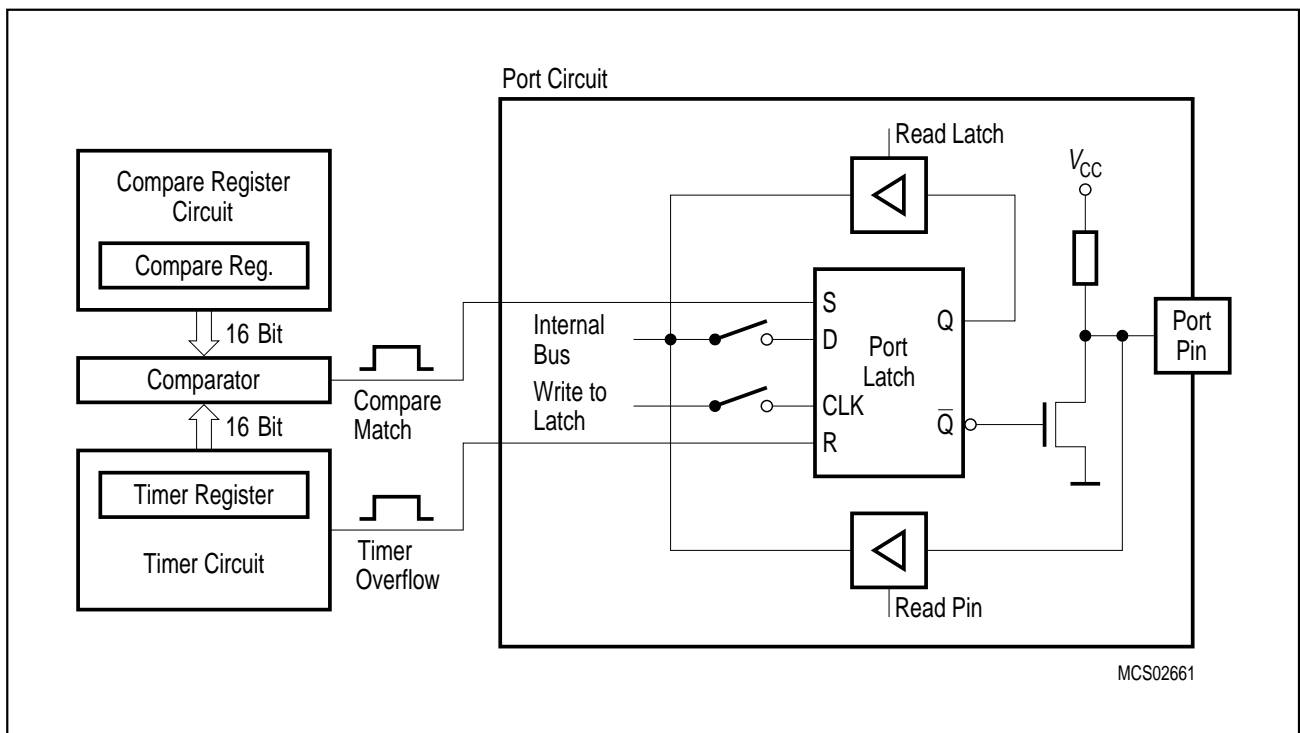 Port Circuit
Compare Register
Circuit
Compare Reg.
16 Bit
Comparator
16 Bit
Timer Register
Timer Circuit
Compare
Match
Timer
Overflow
Read Latch
VCC
Internal
Bus
Write to
Latch
S
D
CLK
R
Q
Port
Latch
Q̅
Port
Pin
Read Pin
MCS02661